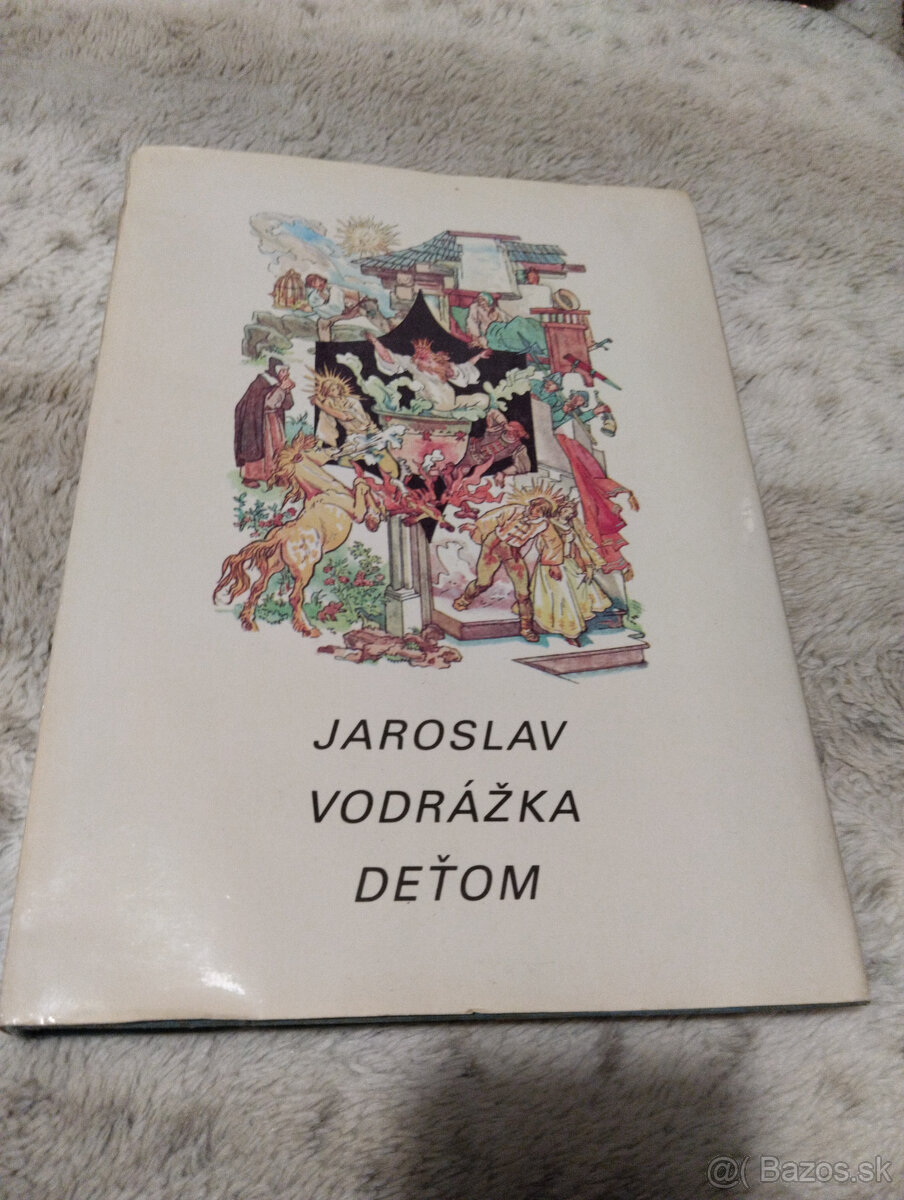 JAROSLAV
VODRÁŽKA
DEŤOM
@( Bazos.sk